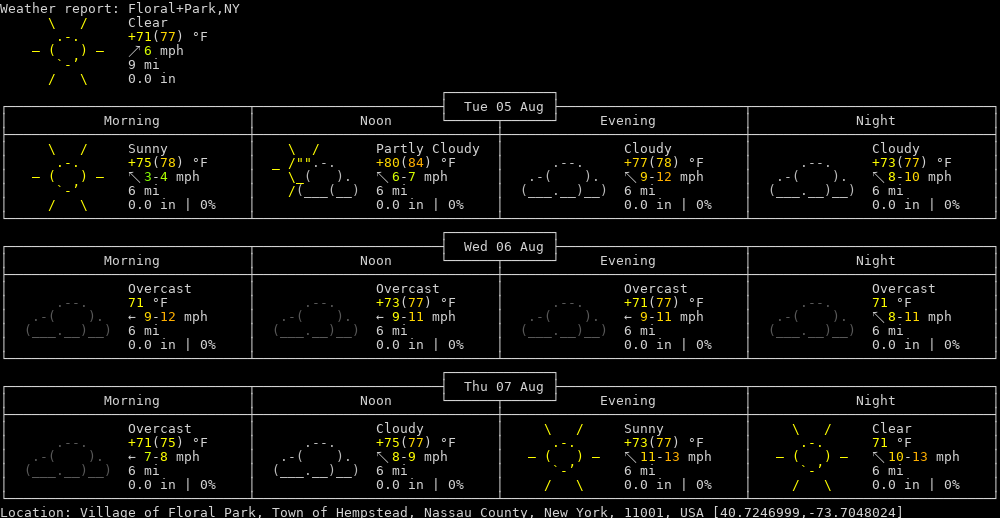 Weather report: Floral+Park,NY
Clear
+71(77) °F
↗ 6 mph
9 mi
0.0 in
Tue 05 Aug
Morning Noon Evening Night
Sunny Partly Cloudy Cloudy Cloudy
+75(78) °F +80(84) °F +77(78) °F +73(77) °F
↖ 3-4 mph ↖ 6-7 mph ↖ 9-12 mph ↖ 8-10 mph
6 mi 6 mi 6 mi 6 mi
0.0 in | 0% 0.0 in | 0% 0.0 in | 0% 0.0 in | 0%
Wed 06 Aug
Morning Noon Evening Night
Overcast Overcast Overcast Overcast
71 °F +73(77) °F +71(77) °F 71 °F
← 9-12 mph ← 9-11 mph ← 9-11 mph ↖ 8-11 mph
6 mi 6 mi 6 mi 6 mi
0.0 in | 0% 0.0 in | 0% 0.0 in | 0% 0.0 in | 0%
Thu 07 Aug
Morning Noon Evening Night
Overcast Cloudy Sunny Clear
+71(75) °F +75(77) °F +73(77) °F 71 °F
← 7-8 mph ↖ 8-9 mph ↖ 11-13 mph ↖ 10-13 mph
6 mi 6 mi 6 mi 6 mi
0.0 in | 0% 0.0 in | 0% 0.0 in | 0% 0.0 in | 0%
Location: Village of Floral Park, Town of Hempstead, Nassau County, New York, 11001, USA [40.7246999,-73.7048024]